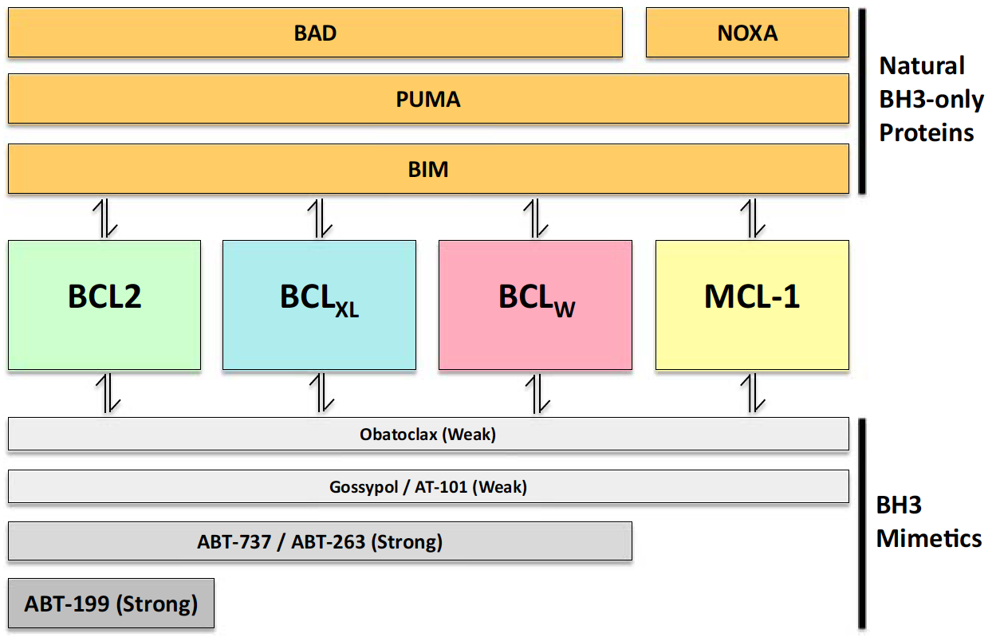 BAD NOXA
PUMA
BIM
Natural
BH3-only
Proteins
BCL2 BCLXL BCLW MCL-1
Obatoclax (Weak)
Gossypol / AT-101 (Weak)
ABT-737 / ABT-263 (Strong)
ABT-199 (Strong)
BH3
Mimetics